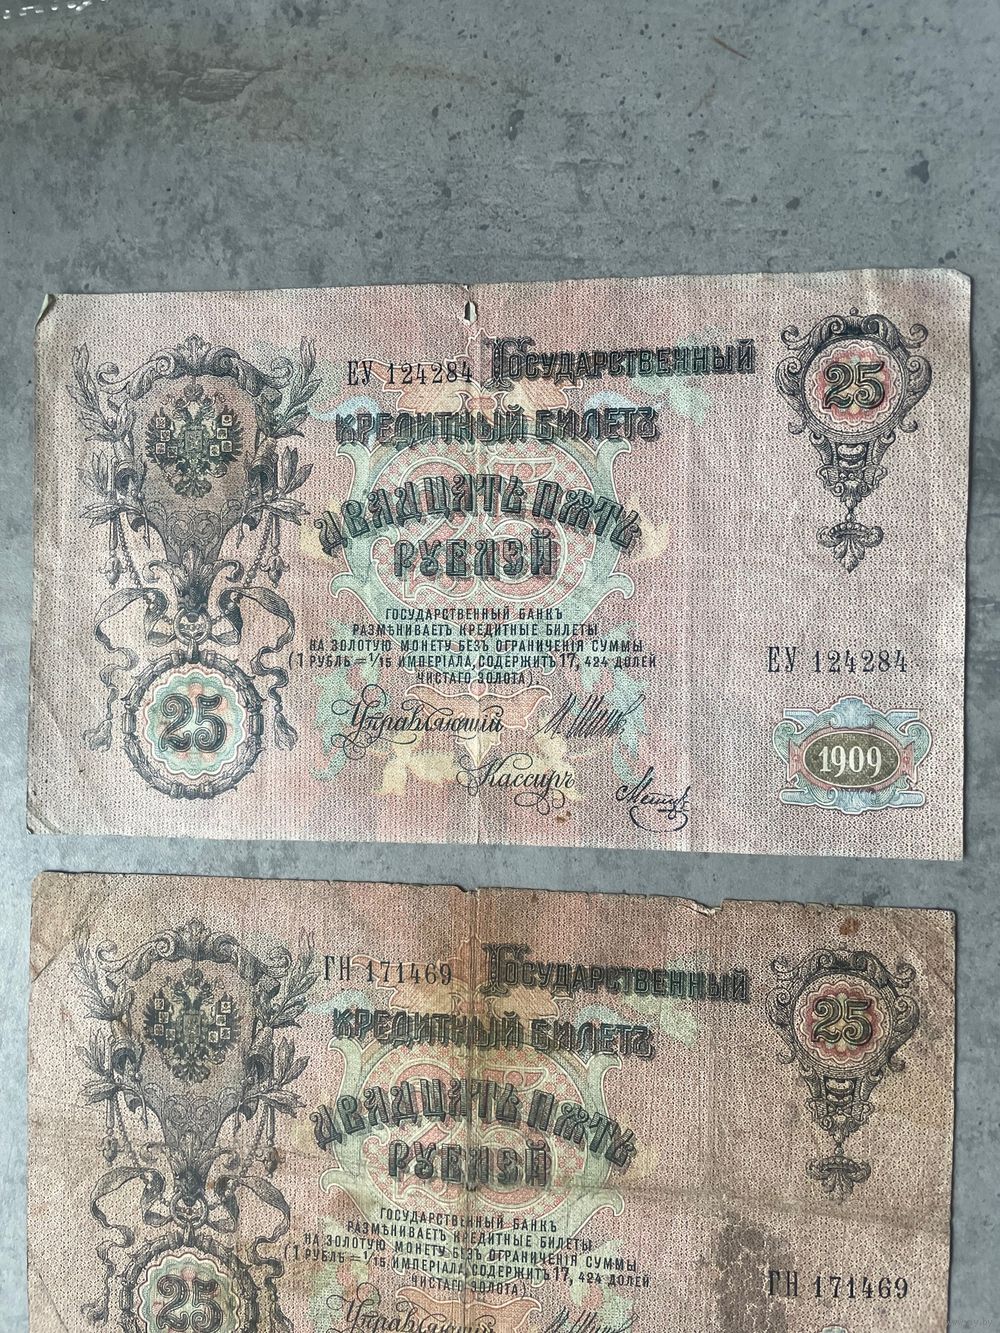 ЕУ 124284 Государственный
25
кредитный билетъ
двадцать пять
рублей
25
Государственный Банкъ
размѣниваетъ кредитные билеты
на золотую монету безъ ограниченія суммы
(1 рубль = 1/15 имперіала, содержитъ 17,424 долей
чистаго золота).
ЕУ 124284
25
Управляющій
1909
Кассиръ
ГН 171469 Государственный
25
кредитный билетъ
двадцать пять
рублей
25
Государственный Банкъ
размѣниваетъ кредитные билеты
на золотую монету безъ ограниченія суммы
(1 рубль = 1/15 имперіала, содержитъ 17,424 долей
чистаго золота).
ГН 171469
25
Управляющій